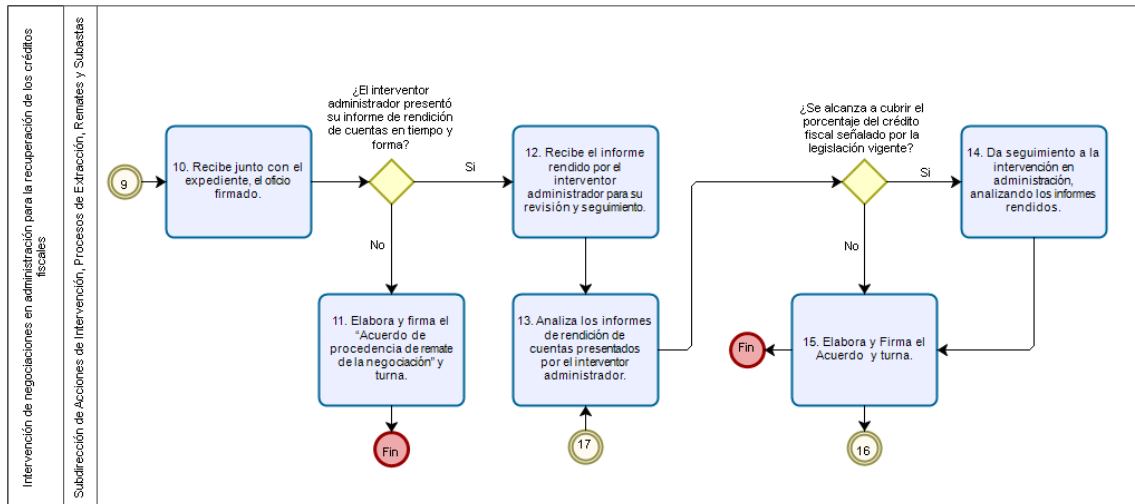 Intervención de negociaciones en administración para la recuperación de los créditos
fiscales
Subdirección de Acciones de Intervención, Procesos de Extracción, Remates y Subastas
9
10. Recibe junto con el
expediente, el oficio
firmado.
¿El interventor
administrador presentó
su informe de rendición
de cuentas en tiempo y
forma?
Si
No
11. Elabora y firma el
“Acuerdo de
procedencia de remate
de la negociación” y
turna.
Fin
12. Recibe el informe
rendido por el
interventor
administrador para su
revisión y seguimiento.
13. Analiza los informes
de rendición de
cuentas presentados
por el interventor
administrador.
17
¿Se alcanza a cubrir el
porcentaje del crédito
fiscal señalado por la
legislación vigente?
Si
No
14. Da seguimiento a la
intervención en
administración,
analizando los informes
rendidos.
15. Elabora y Firma el
Acuerdo y turna.
Fin
16